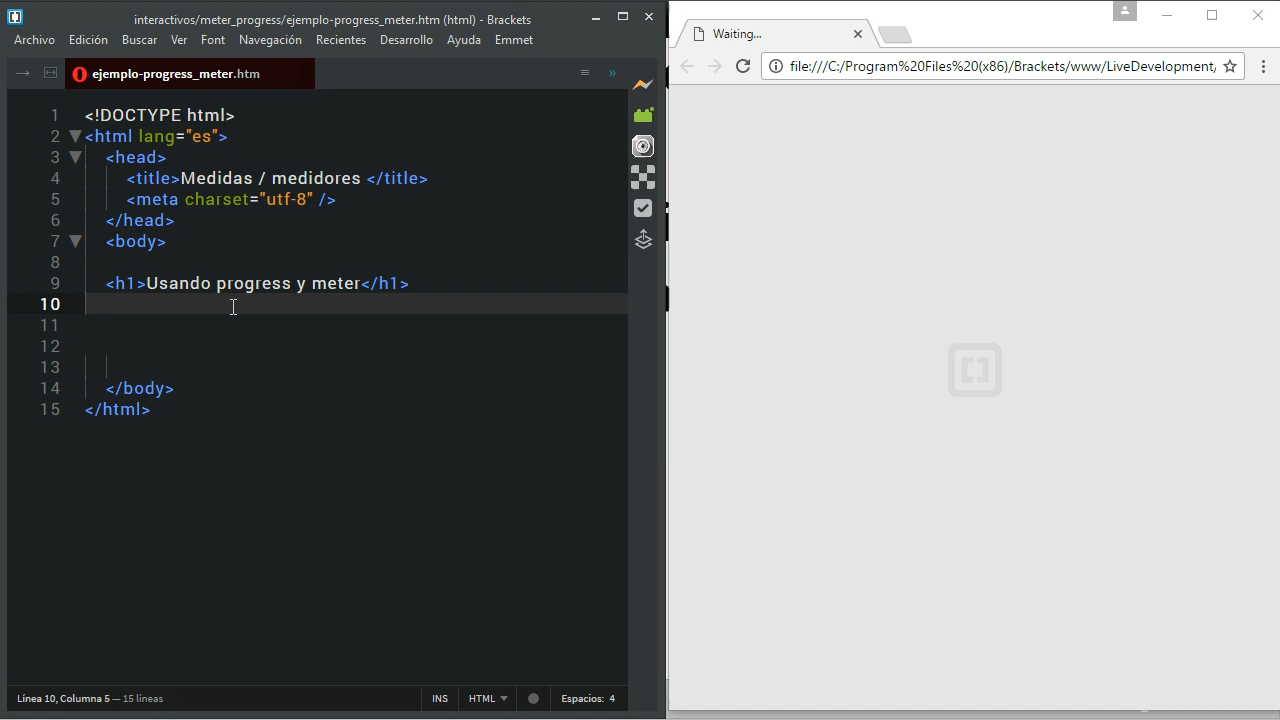 interactivos/meter_progress/ejemplo-progress_meter.htm (html) - Brackets
Archivo Edición Buscar Ver Font Navegación Recientes Desarrollo Ayuda Emmet
ejemplo-progress_meter.htm
1 <!DOCTYPE html>
2 <html lang="es">
3 <head>
4 <title>Medidas / medidores </title>
5 <meta charset="utf-8" />
6 </head>
7 <body>
8
9 <h1>Usando progress y meter</h1>
10
11
12
13
14 </body>
15 </html>
Línea 10, Columna 5 — 15 líneas
INS HTML Espacios: 4
Waiting...
file:///C:/Program%20Files%20(x86)/Brackets/www/LiveDevelopment,